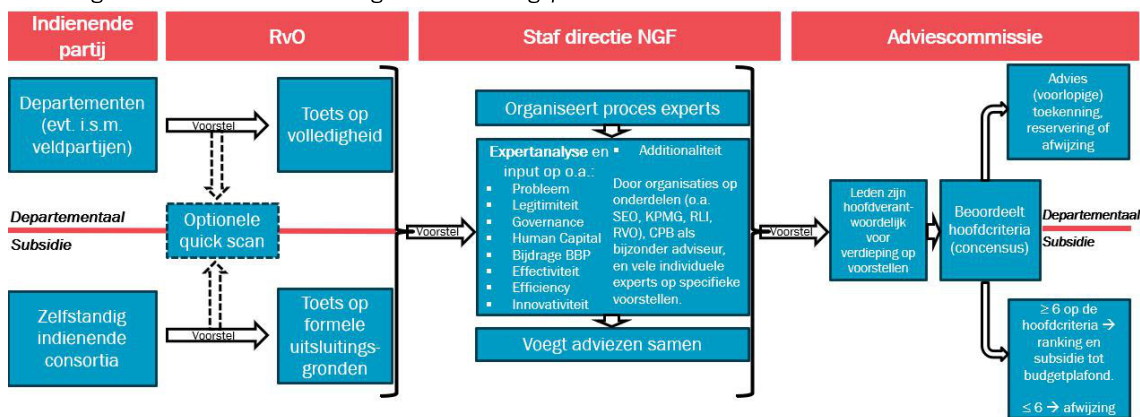 Indienende
partij
RvO
Staf directie NGF
Adviescommissie
Departementen
(evt. i.s.m.
veldpartijen)
Voorstel
Toets op
volledigheid
Departementaal
Subsidie
Optionele
quick scan
Zelfstandig
indienende
consortia
Voorstel
Toets op
formele
uitsluitings-
gronden
Voorstel
Organiseert proces experts
Expertanalyse en
input op o.a.:
▪ Probleem
▪ Legitimiteit
▪ Governance
▪ Human Capital
▪ Bijdrage BBP
▪ Effectiviteit
▪ Efficiency
▪ Innovativiteit
▪ Additionaliteit
Door organisaties op
onderdelen (o.a.
SEO, KPMG, RLI,
RVO), CPB als
bijzonder adviseur,
en vele individuele
experts op specifieke
voorstellen.
Voegt adviezen samen
Voorstel
Leden zijn
hoofdverant-
woordelijk
voor
verdieping op
voorstellen
Beoordeelt
hoofdcriteria
(concensus)
Advies
(voorlopige)
toekenning,
reservering of
afwijzing
Departementaal
Subsidie
≥ 6 op de
hoofdcriteria →
ranking en
subsidie tot
budgetplafond.
≤ 6 → afwijzing